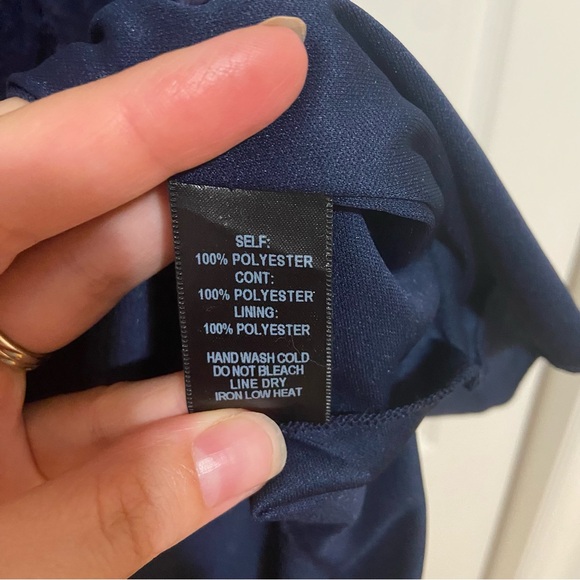 SELF:
100% POLYESTER
CONT:
100% POLYESTER
LINING:
100% POLYESTER
HAND WASH COLD
DO NOT BLEACH
LINE DRY
IRON LOW HEAT